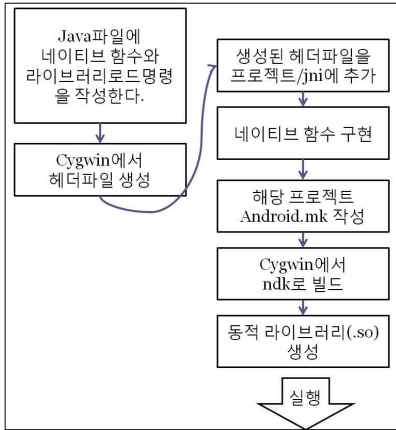 Java파일에
네이티브 함수와
라이브러리로드명령
을 작성한다.
Cygwin에서
헤더파일 생성
생성된 헤더파일을
프로젝트/jni에 추가
네이티브 함수 구현
해당 프로젝트
Android.mk 작성
Cygwin에서
ndk로 빌드
동적 라이브러리(.so)
생성
실행